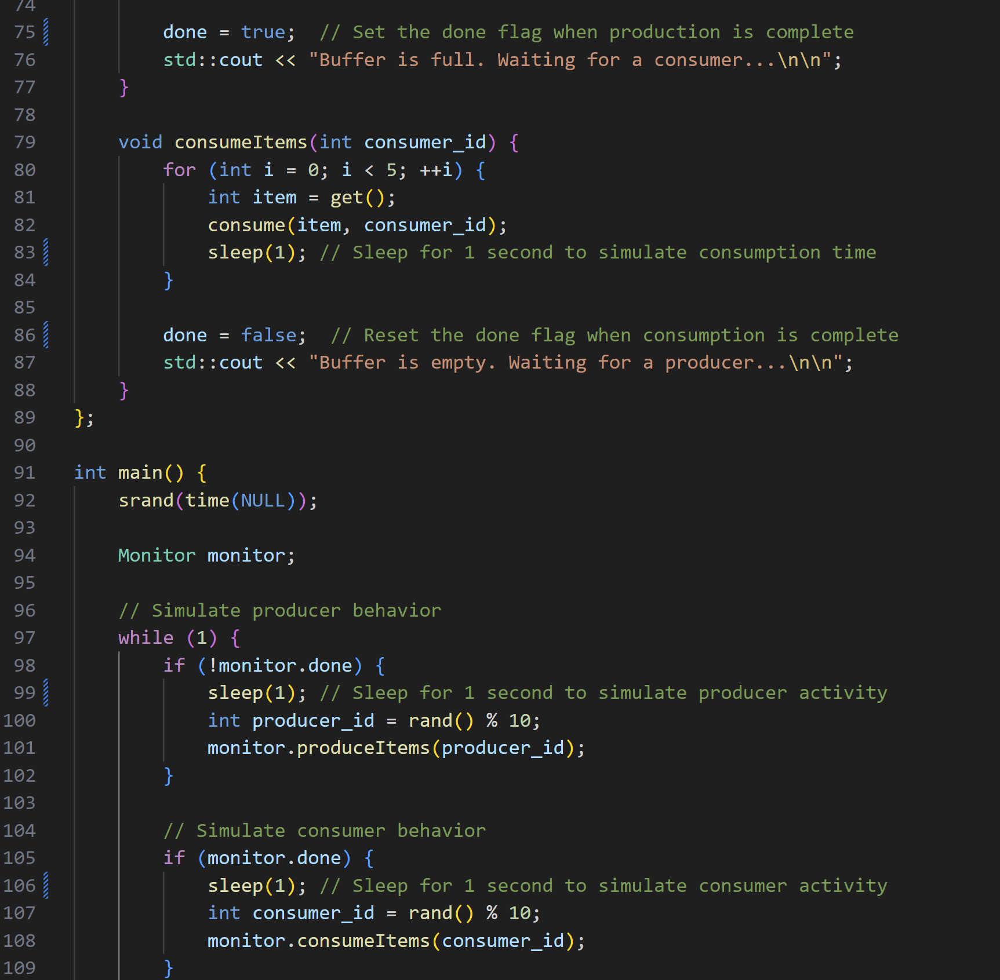 74
75 done = true;  // Set the done flag when production is complete
76 std::cout << "Buffer is full. Waiting for a consumer...\n\n";
77 }
78
79 void consumeItems(int consumer_id) {
80 for (int i = 0; i < 5; ++i) {
81 int item = get();
82 consume(item, consumer_id);
83 sleep(1); // Sleep for 1 second to simulate consumption time
84 }
85
86 done = false;  // Reset the done flag when consumption is complete
87 std::cout << "Buffer is empty. Waiting for a producer...\n\n";
88 }
89 };
90
91 int main() {
92 srand(time(NULL));
93
94 Monitor monitor;
95
96 // Simulate producer behavior
97 while (1) {
98 if (!monitor.done) {
99 sleep(1); // Sleep for 1 second to simulate producer activity
100 int producer_id = rand() % 10;
101 monitor.produceItems(producer_id);
102 }
103
104 // Simulate consumer behavior
105 if (monitor.done) {
106 sleep(1); // Sleep for 1 second to simulate consumer activity
107 int consumer_id = rand() % 10;
108 monitor.consumeItems(consumer_id);
109 }